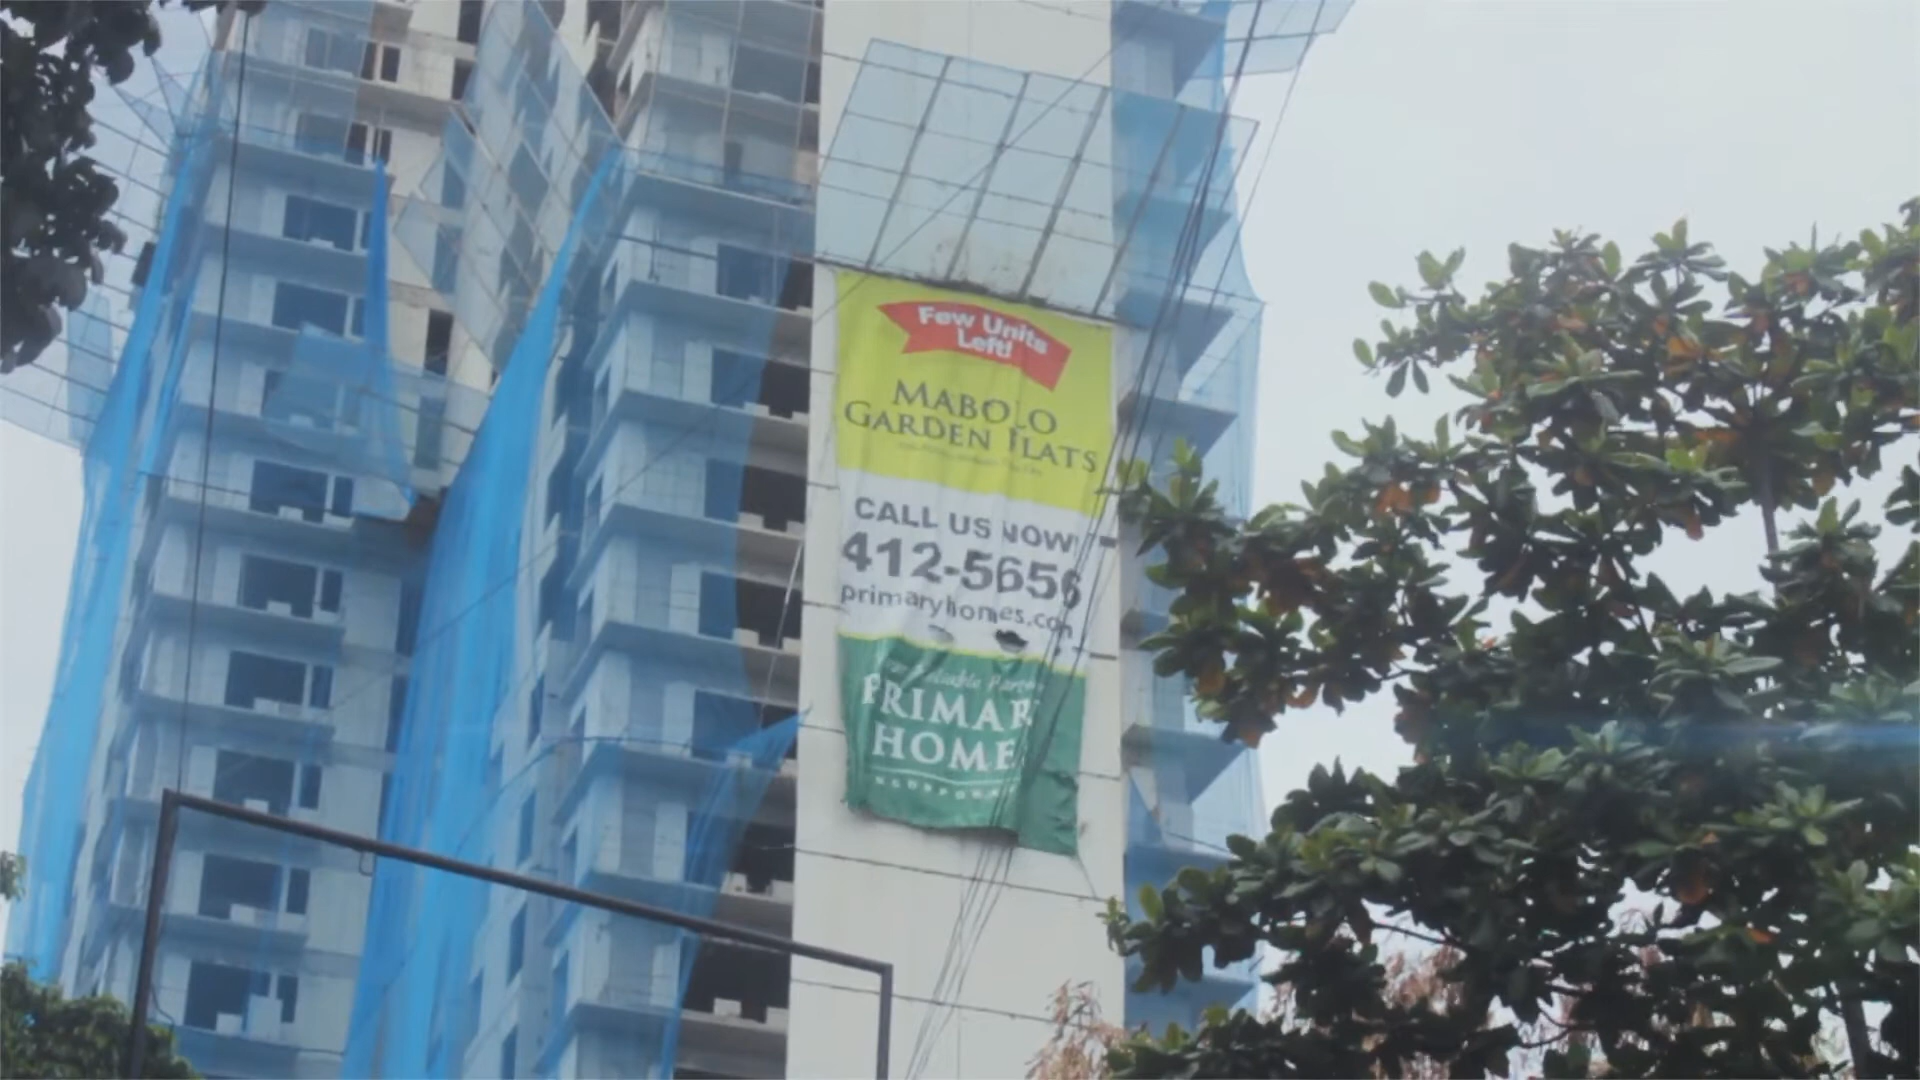 Few Units
Left!
MABOLO
GARDEN FLATS
CALL US NOW!
412-5656
primaryhomes.com
PRIMARY
HOMES